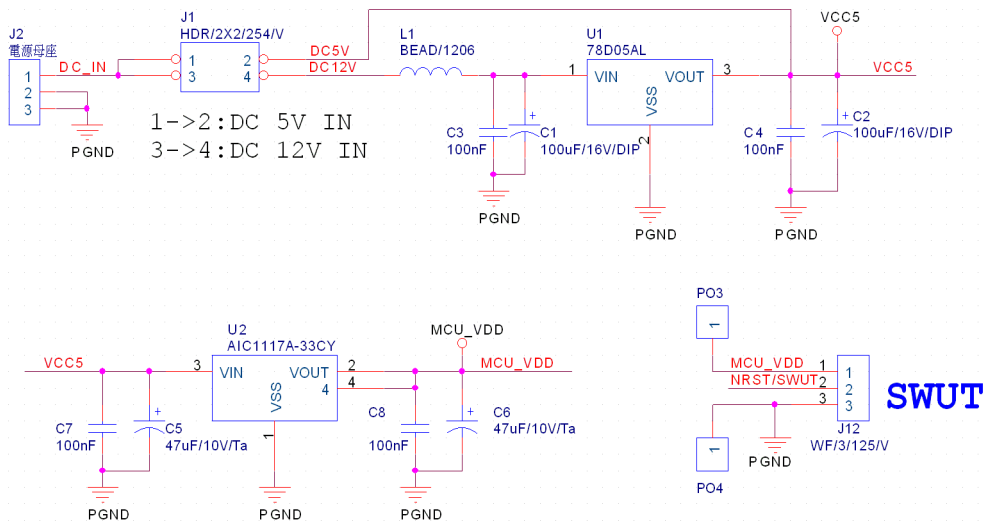 J2
電源母座
1
2
3
DC_IN
PGND
J1
HDR/2X2/254/V
1
2
3
4
DC5V
DC12V
1->2:DC 5V IN
3->4:DC 12V IN
L1
BEAD/1206
C3
100nF
C1
100uF/16V/DIP
+
PGND
U1
78D05AL
1
VIN
VOUT
3
VSS
2
PGND
VCC5
VCC5
C4
100nF
C2
100uF/16V/DIP
+
PGND
VCC5
C7
100nF
C5
47uF/10V/Ta
+
PGND
U2
AIC1117A-33CY
3
VIN
VOUT
2
4
4
VSS
1
PGND
MCU_VDD
MCU_VDD
C8
100nF
C6
47uF/10V/Ta
+
PGND
PO3
1
MCU_VDD
1
NRST/SWUT
2
3
1
2
3
J12
WF/3/125/V
SWUT
PGND
1
PO4